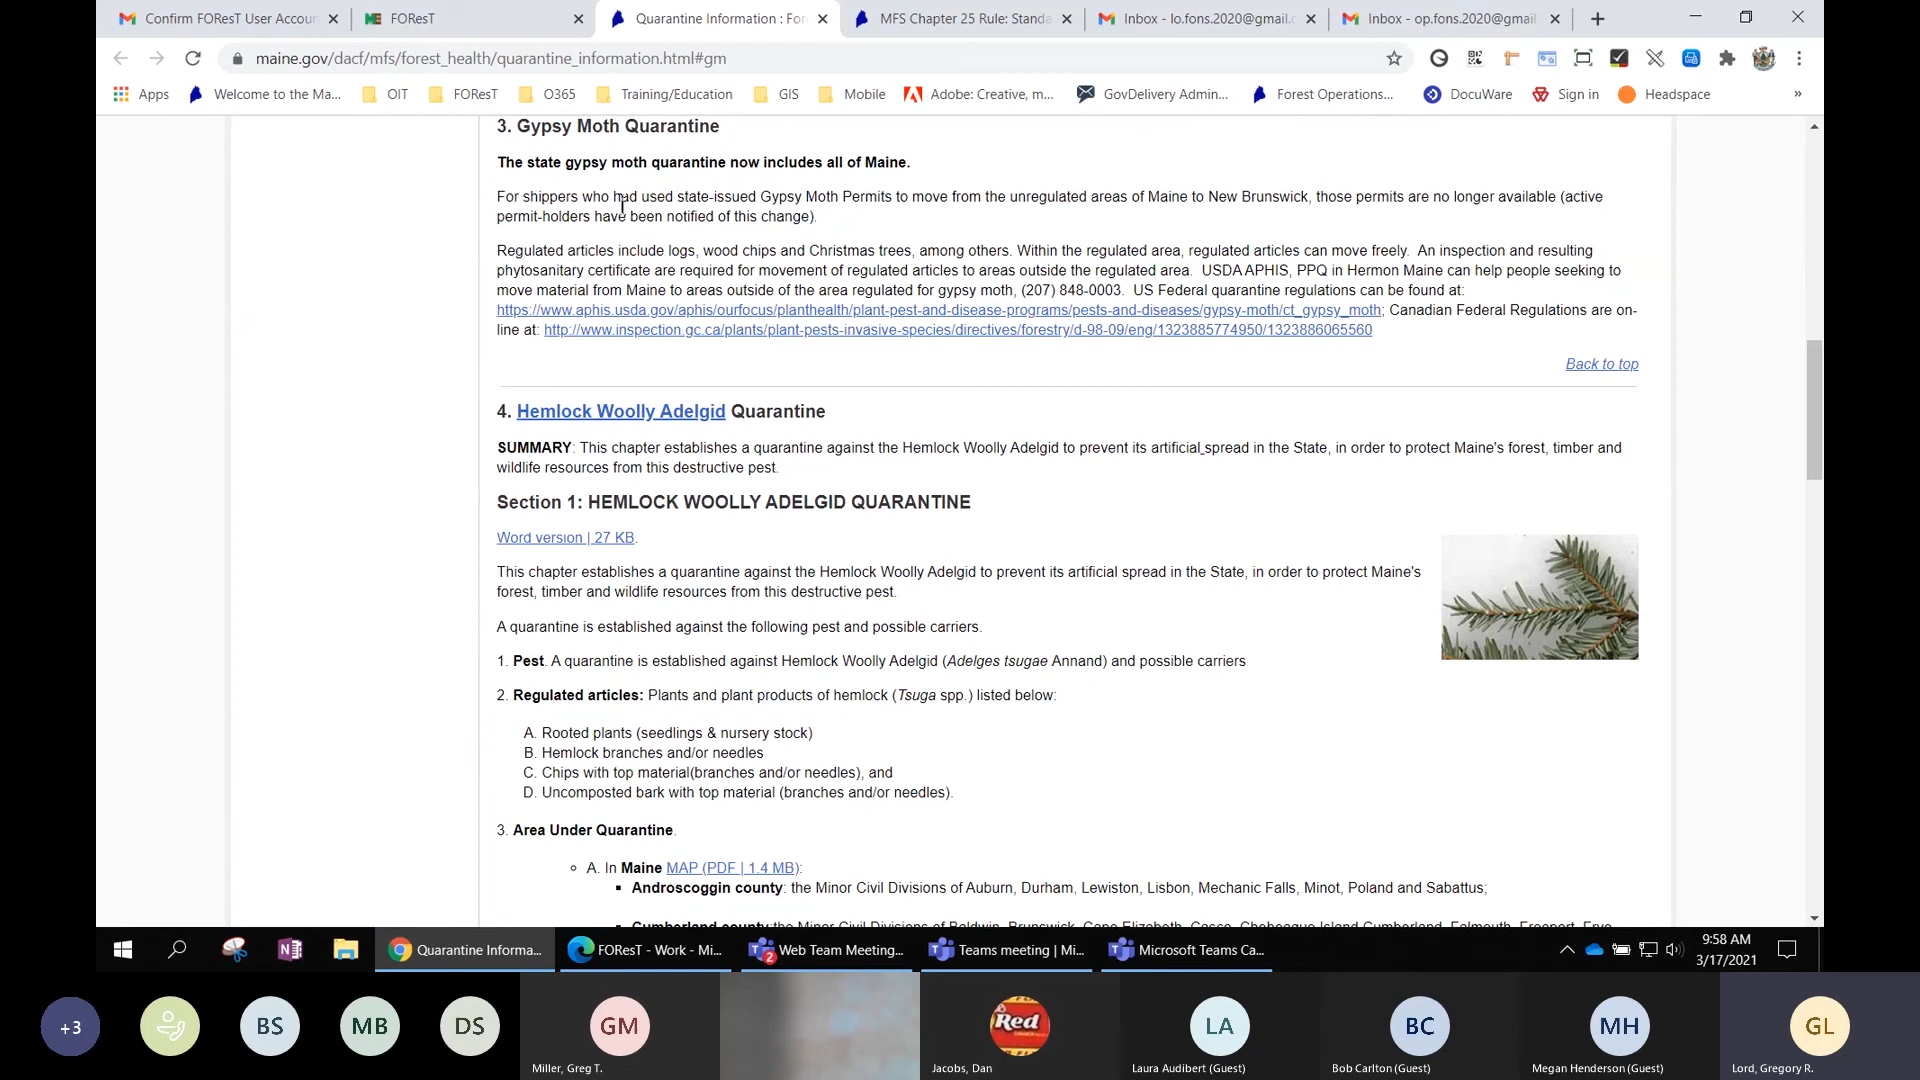 Confirm FOResT User Accoun
FOResT
Quarantine Information : For
MFS Chapter 25 Rule: Standa
Inbox - lo.fons.2020@gmail.c
Inbox - op.fons.2020@gmail
maine.gov/dacf/mfs/forest_health/quarantine_information.html#gm
Apps
Welcome to the Ma...
OIT
FOResT
O365
Training/Education
GIS
Mobile
Adobe: Creative, m...
GovDelivery Admin...
Forest Operations...
DocuWare
Sign in
Headspace
»
3. Gypsy Moth Quarantine
The state gypsy moth quarantine now includes all of Maine.
For shippers who had used state-issued Gypsy Moth Permits to move from the unregulated areas of Maine to New Brunswick, those permits are no longer available (active
permit-holders have been notified of this change).
Regulated articles include logs, wood chips and Christmas trees, among others. Within the regulated area, regulated articles can move freely. An inspection and resulting
phytosanitary certificate are required for movement of regulated articles to areas outside the regulated area. USDA APHIS, PPQ in Hermon Maine can help people seeking to
move material from Maine to areas outside of the area regulated for gypsy moth, (207) 848-0003. US Federal quarantine regulations can be found at:
https://www.aphis.usda.gov/aphis/ourfocus/planthealth/plant-pest-and-disease-programs/pests-and-diseases/gypsy-moth/ct_gypsy_moth; Canadian Federal Regulations are on-
line at: http://www.inspection.gc.ca/plants/plant-pests-invasive-species/directives/forestry/d-98-09/eng/1323885774950/1323886065560
Back to top
4. Hemlock Woolly Adelgid Quarantine
SUMMARY: This chapter establishes a quarantine against the Hemlock Woolly Adelgid to prevent its artificial spread in the State, in order to protect Maine's forest, timber and
wildlife resources from this destructive pest.
Section 1: HEMLOCK WOOLLY ADELGID QUARANTINE
Word version | 27 KB.
This chapter establishes a quarantine against the Hemlock Woolly Adelgid to prevent its artificial spread in the State, in order to protect Maine's
forest, timber and wildlife resources from this destructive pest.
A quarantine is established against the following pest and possible carriers.
1. Pest. A quarantine is established against Hemlock Woolly Adelgid (Adelges tsugae Annand) and possible carriers
2. Regulated articles: Plants and plant products of hemlock (Tsuga spp.) listed below:
A. Rooted plants (seedlings & nursery stock)
B. Hemlock branches and/or needles
C. Chips with top material(branches and/or needles), and
D. Uncomposted bark with top material (branches and/or needles).
3. Area Under Quarantine.
A. In Maine MAP (PDF | 1.4 MB):
Androscoggin county: the Minor Civil Divisions of Auburn, Durham, Lewiston, Lisbon, Mechanic Falls, Minot, Poland and Sabattus;
Cumberland county:the Minor Civil Divisions of Baldwin, Brunswick, Cape Elizabeth, Casco, Chebeague Island Cumberland, Falmouth, Freeport, Frye
Quarantine Informa...
FOResT - Work - Mi...
2
Web Team Meeting...
Teams meeting | Mi...
Microsoft Teams Ca...
9:58 AM
3/17/2021
+3
BS
MB
DS
GM
Miller, Greg T.
Red
Jacobs, Dan
LA
Laura Audibert (Guest)
BC
Bob Carlton (Guest)
MH
Megan Henderson (Guest)
GL
Lord, Gregory R.